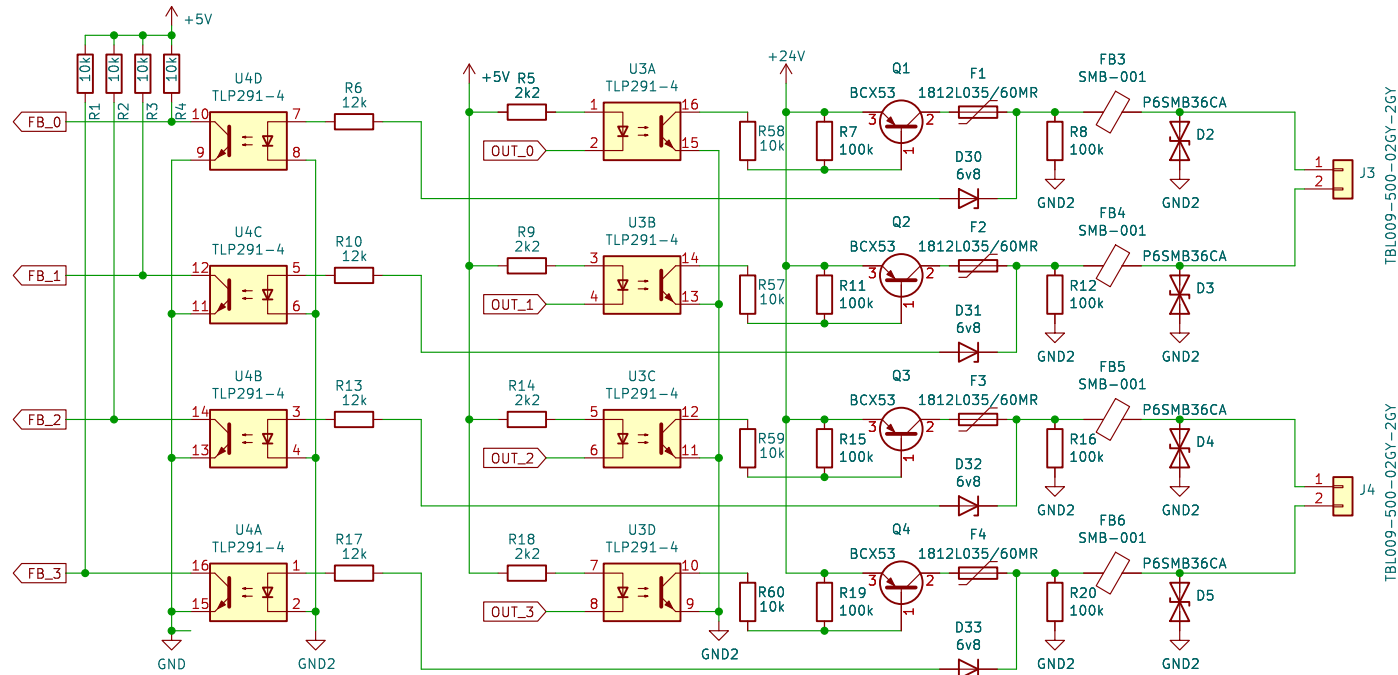 +5V
10k
10k
10k
10k
R1
R2
R3
R4
FB_0
U4D
TLP291-4
10
7
9
8
R6
12k
+5V
R5
2k2
OUT_0
U3A
TLP291-4
1
16
2
15
+24V
R58
10k
R7
100k
Q1
BCX53
3
2
1
F1
1812L035/60MR
D30
6v8
R8
100k
GND2
FB3
SMB-001
P6SMB36CA
D2
GND2
1
2
J3
TBL009-500-02GY-2GY
FB_1
U4C
TLP291-4
12
5
11
6
R10
12k
R9
2k2
OUT_1
U3B
TLP291-4
3
14
4
13
R57
10k
R11
100k
Q2
BCX53
3
2
1
F2
1812L035/60MR
D31
6v8
R12
100k
GND2
FB4
SMB-001
P6SMB36CA
D3
GND2
FB_2
U4B
TLP291-4
14
3
13
4
R13
12k
R14
2k2
OUT_2
U3C
TLP291-4
5
12
6
11
R59
10k
R15
100k
Q3
BCX53
3
2
1
F3
1812L035/60MR
D32
6v8
R16
100k
GND2
FB5
SMB-001
P6SMB36CA
D4
GND2
1
2
J4
TBL009-500-02GY-2GY
FB_3
U4A
TLP291-4
16
1
15
2
GND
GND2
R17
12k
R18
2k2
OUT_3
U3D
TLP291-4
7
10
8
9
GND2
R60
10k
R19
100k
Q4
BCX53
3
2
1
F4
1812L035/60MR
D33
6v8
R20
100k
GND2
FB6
SMB-001
P6SMB36CA
D5
GND2